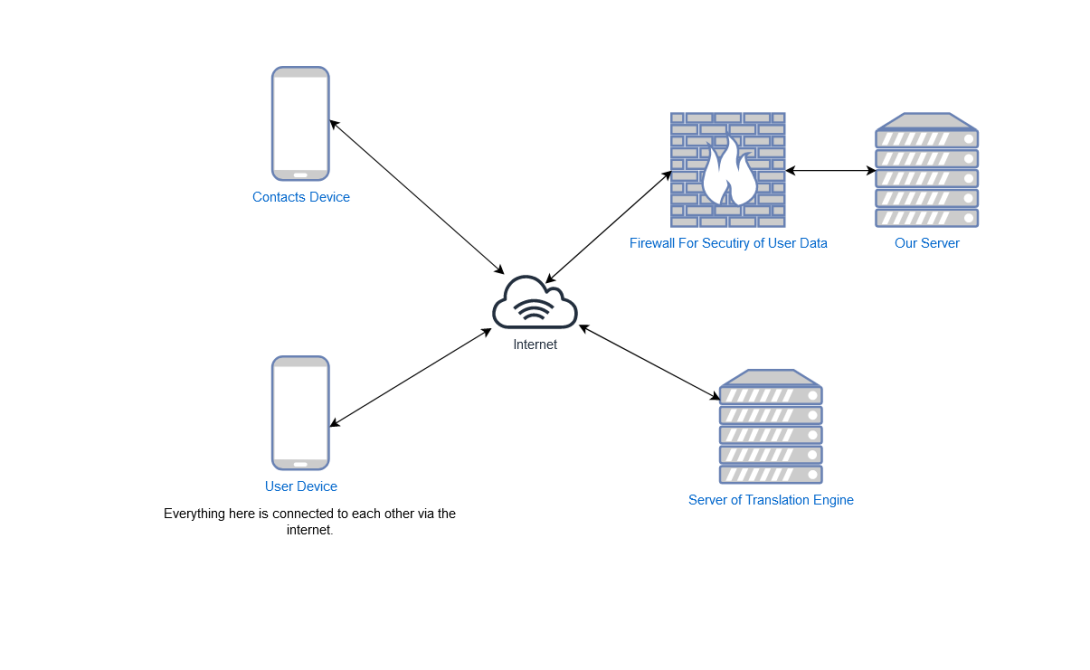 Contacts Device
Firewall For Secutiry of User Data
Our Server
Internet
User Device
Server of Translation Engine
Everything here is connected to each other via the
internet.